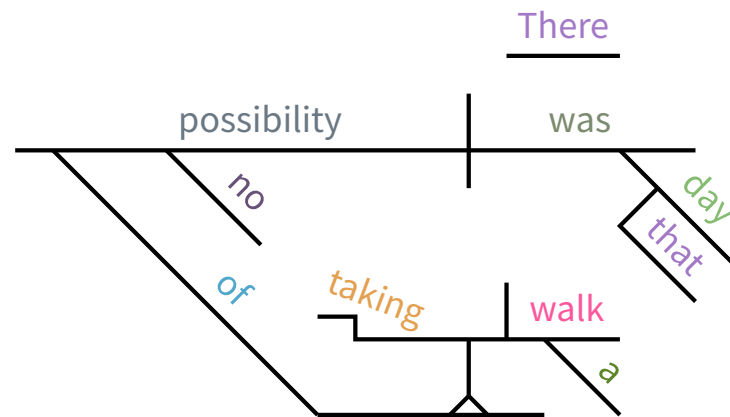 There
possibility was
no day
that
of taking walk
a